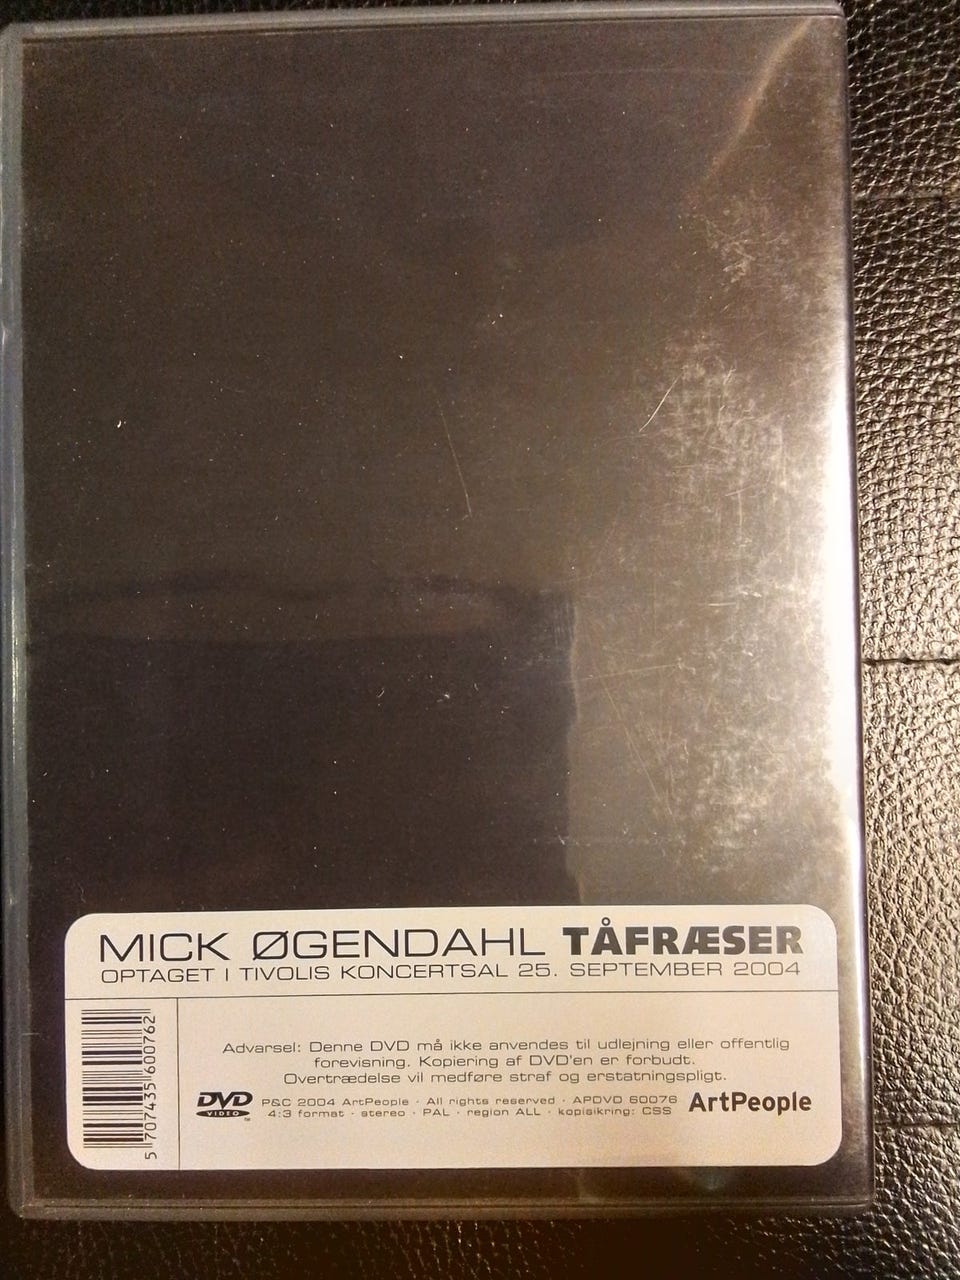 MICK ØGENDAHL TÅFRÆSER
OPTAGET I TIVOLIS KONCERTSAL 25. SEPTEMBER 2004
5 707435 600762
Advarsel: Denne DVD må ikke anvendes til udlejning eller offentlig
forevisning. Kopiering af DVD'en er forbudt.
Overtrædelse vil medføre straf og erstatningspligt.
DVD
VIDEO
TM
P&C 2004 ArtPeople · All rights reserved · APDVD 60076
4:3 format · stereo · PAL · region ALL · kopisikring: CSS
ArtPeople